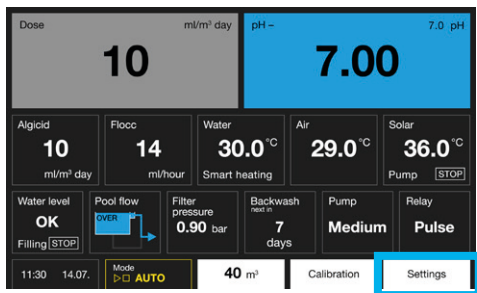 Dose ml/m³ day
10
pH – 7.0 pH
7.00
Algicid
10
ml/m³ day
Flocc
14
ml/hour
Water
30.0°C
Smart heating
Air
29.0°C
Solar
36.0°C
Pump STOP
Water level
OK
Filling STOP
Pool flow
OVER
Filter
pressure
0.90 bar
Backwash
next in
7
days
Pump
Medium
Relay
Pulse
11:30 14.07.
Mode
AUTO
40 m³
Calibration
Settings